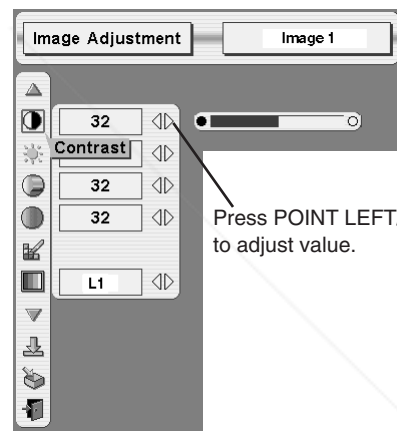 Image Adjustment
Image 1
32
Contrast
32
32
Press POINT LEFT
to adjust value.
L1